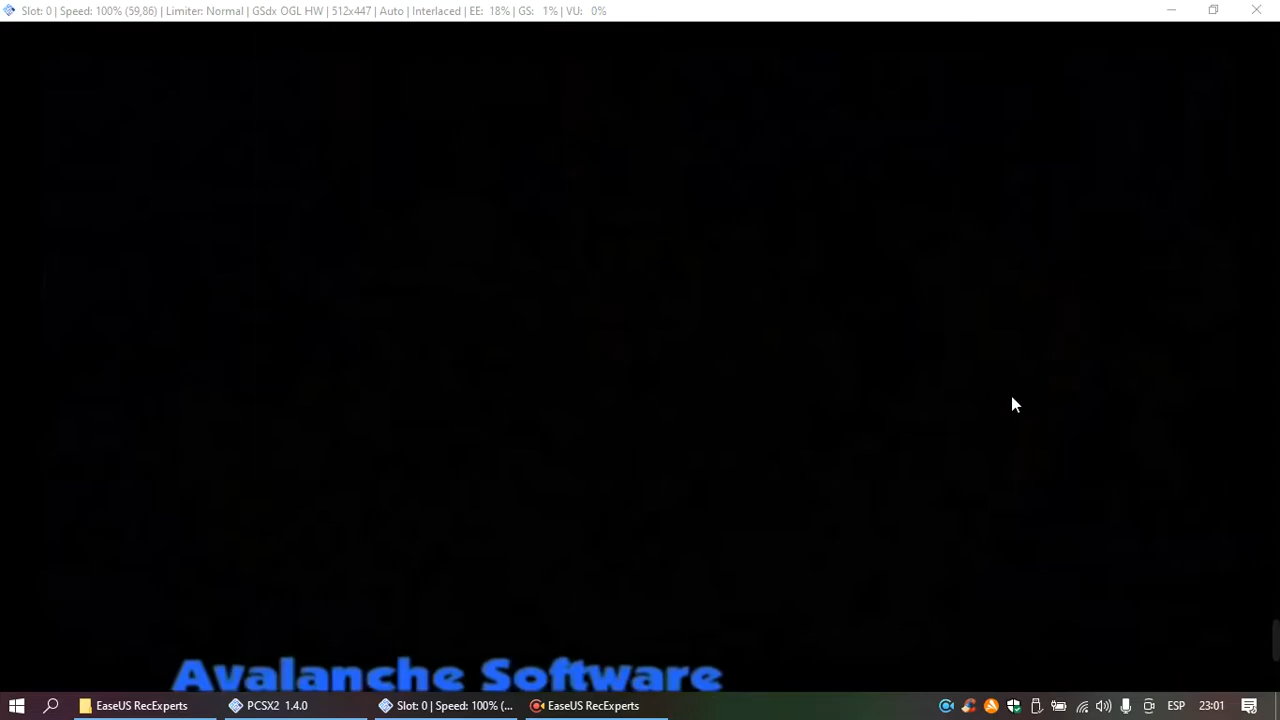 Slot: 0 | Speed: 100% (59,86) | Limiter: Normal | GSdx OGL HW | 512x447 | Auto | Interlaced | EE: 18% | GS: 1% | VU: 0%
Avalanche Software
EaseUS RecExperts
PCSX2 1.4.0
Slot: 0 | Speed: 100% (...
EaseUS RecExperts
ESP
23:01